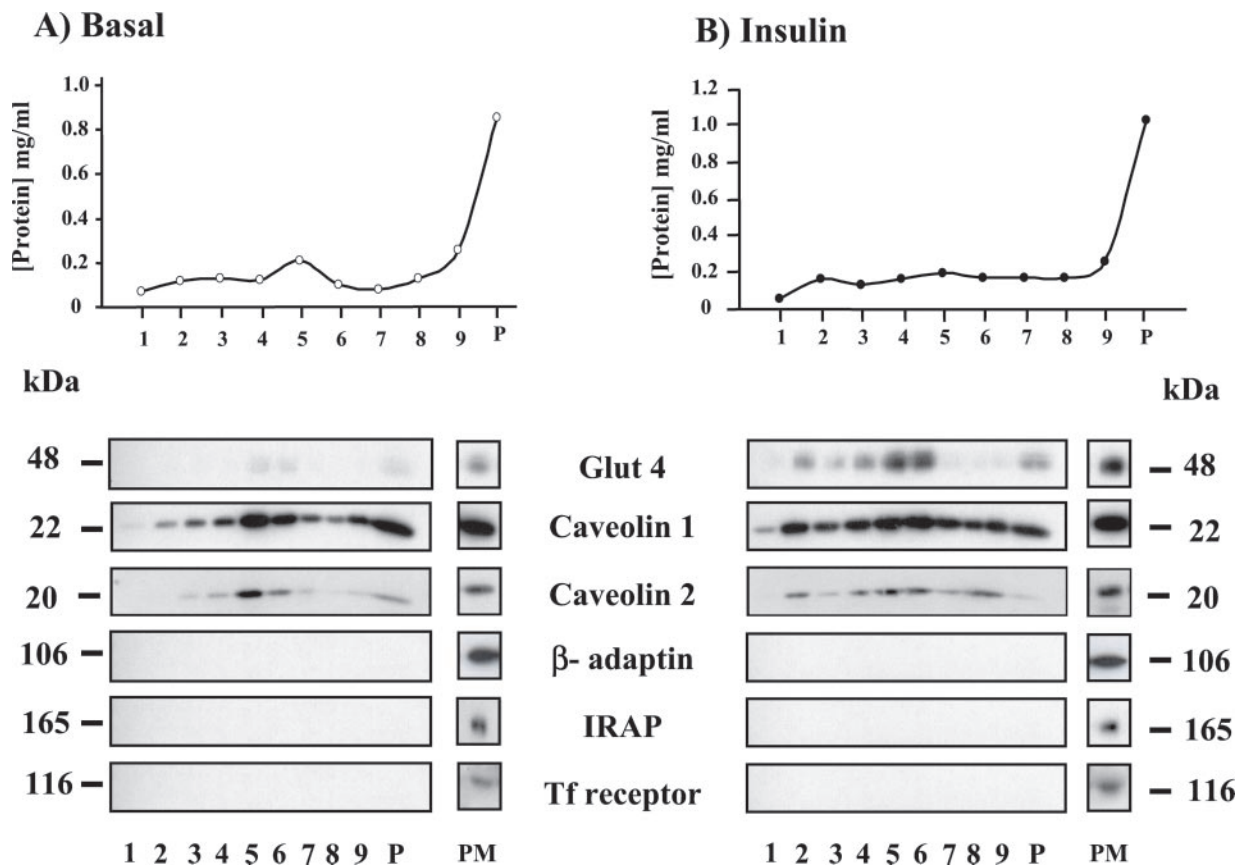 A) Basal
B) Insulin
[Protein] mg/ml
1.0
0.8
0.6
0.4
0.2
0
1 2 3 4 5 6 7 8 9 P
[Protein] mg/ml
1.2
1.0
0.8
0.6
0.4
0.2
0
1 2 3 4 5 6 7 8 9 P
kDa
kDa
48 Glut 4 48
22 Caveolin 1 22
20 Caveolin 2 20
106 β- adaptin 106
165 IRAP 165
116 Tf receptor 116
1 2 3 4 5 6 7 8 9 P PM 1 2 3 4 5 6 7 8 9 P PM